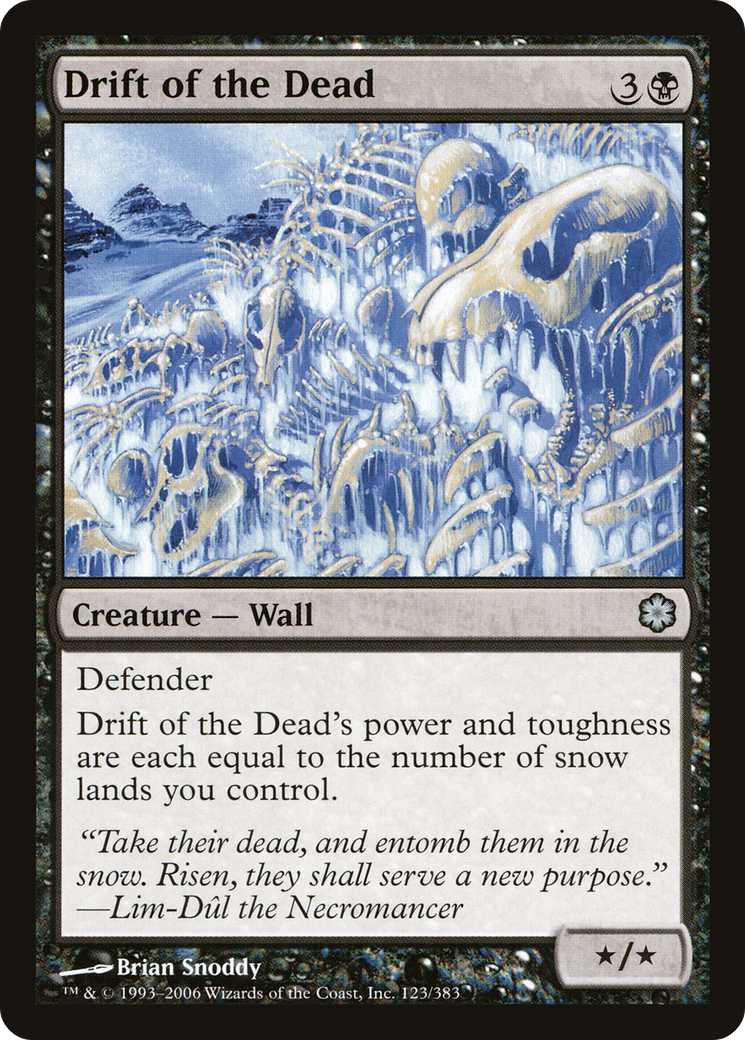 Drift of the Dead 3
Creature — Wall
Defender
Drift of the Dead’s power and toughness
are each equal to the number of snow
lands you control.
“Take their dead, and entomb them in the
snow. Risen, they shall serve a new purpose.”
—Lim-Dûl the Necromancer
★/★
Brian Snoddy
™ & © 1993–2006 Wizards of the Coast, Inc. 123/383